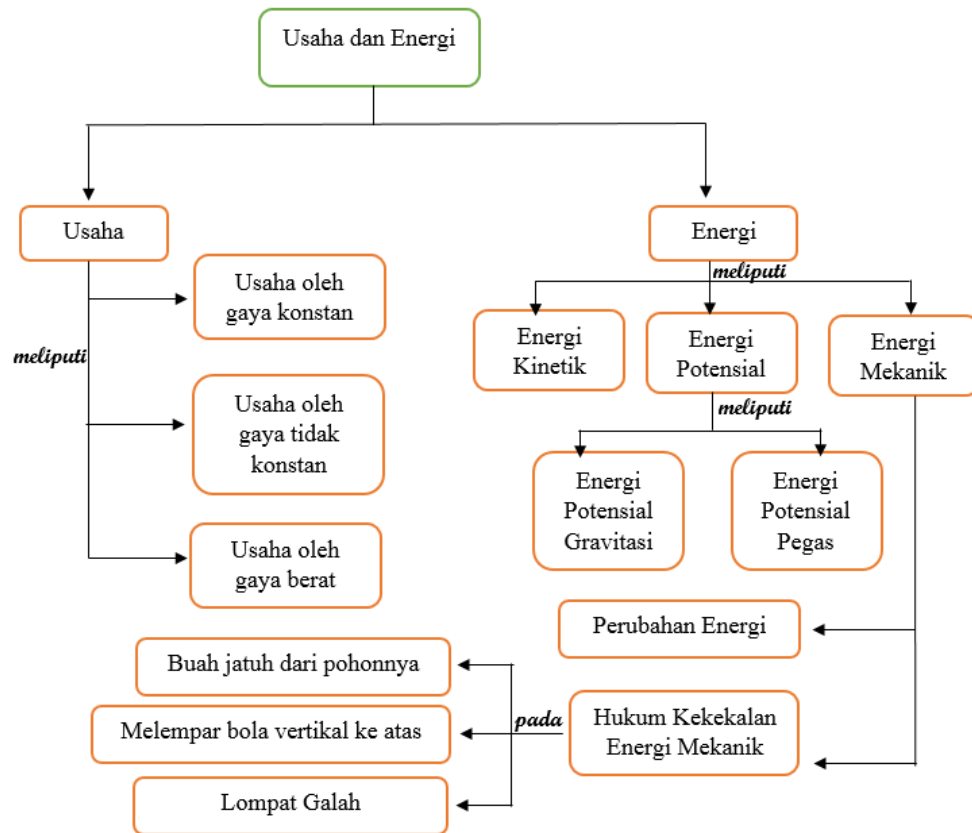 Usaha dan Energi
Usaha
Energi
meliputi
Usaha oleh
gaya konstan
meliputi
Usaha oleh
gaya tidak
konstan
Usaha oleh
gaya berat
Energi
Kinetik
Energi
Potensial
Energi
Mekanik
meliputi
Energi
Potensial
Gravitasi
Energi
Potensial
Pegas
Perubahan Energi
Hukum Kekekalan
Energi Mekanik
pada
Buah jatuh dari pohonnya
Melempar bola vertikal ke atas
Lompat Galah